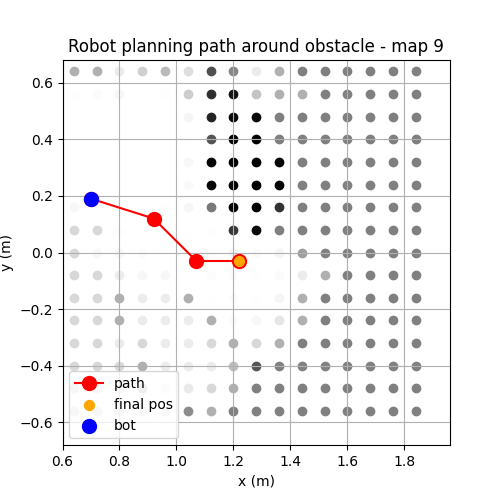 Robot planning path around obstacle - map 9
y (m)
0.6
0.4
0.2
0.0
−0.2
−0.4
−0.6
path
final pos
bot
0.6 0.8 1.0 1.2 1.4 1.6 1.8
x (m)